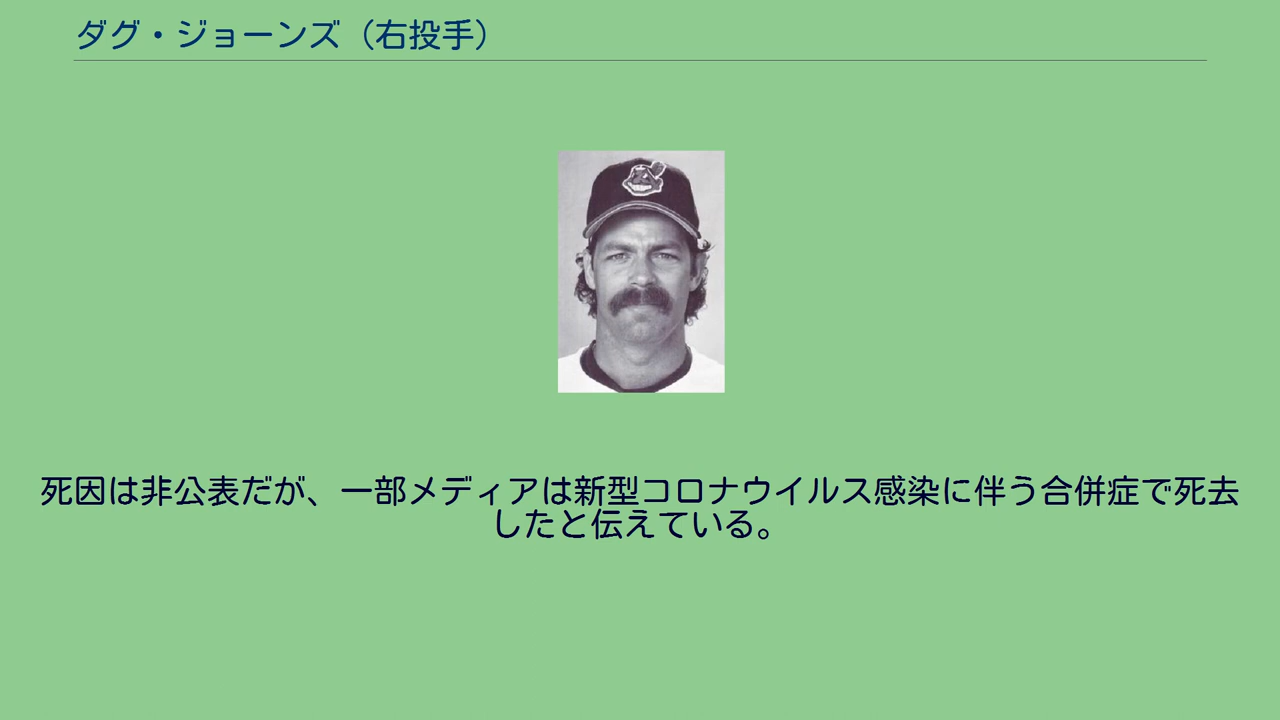 ダグ・ジョーンズ（右投手）
死因は非公表だが、一部メディアは新型コロナウイルス感染に伴う合併症で死去
したと伝えている。